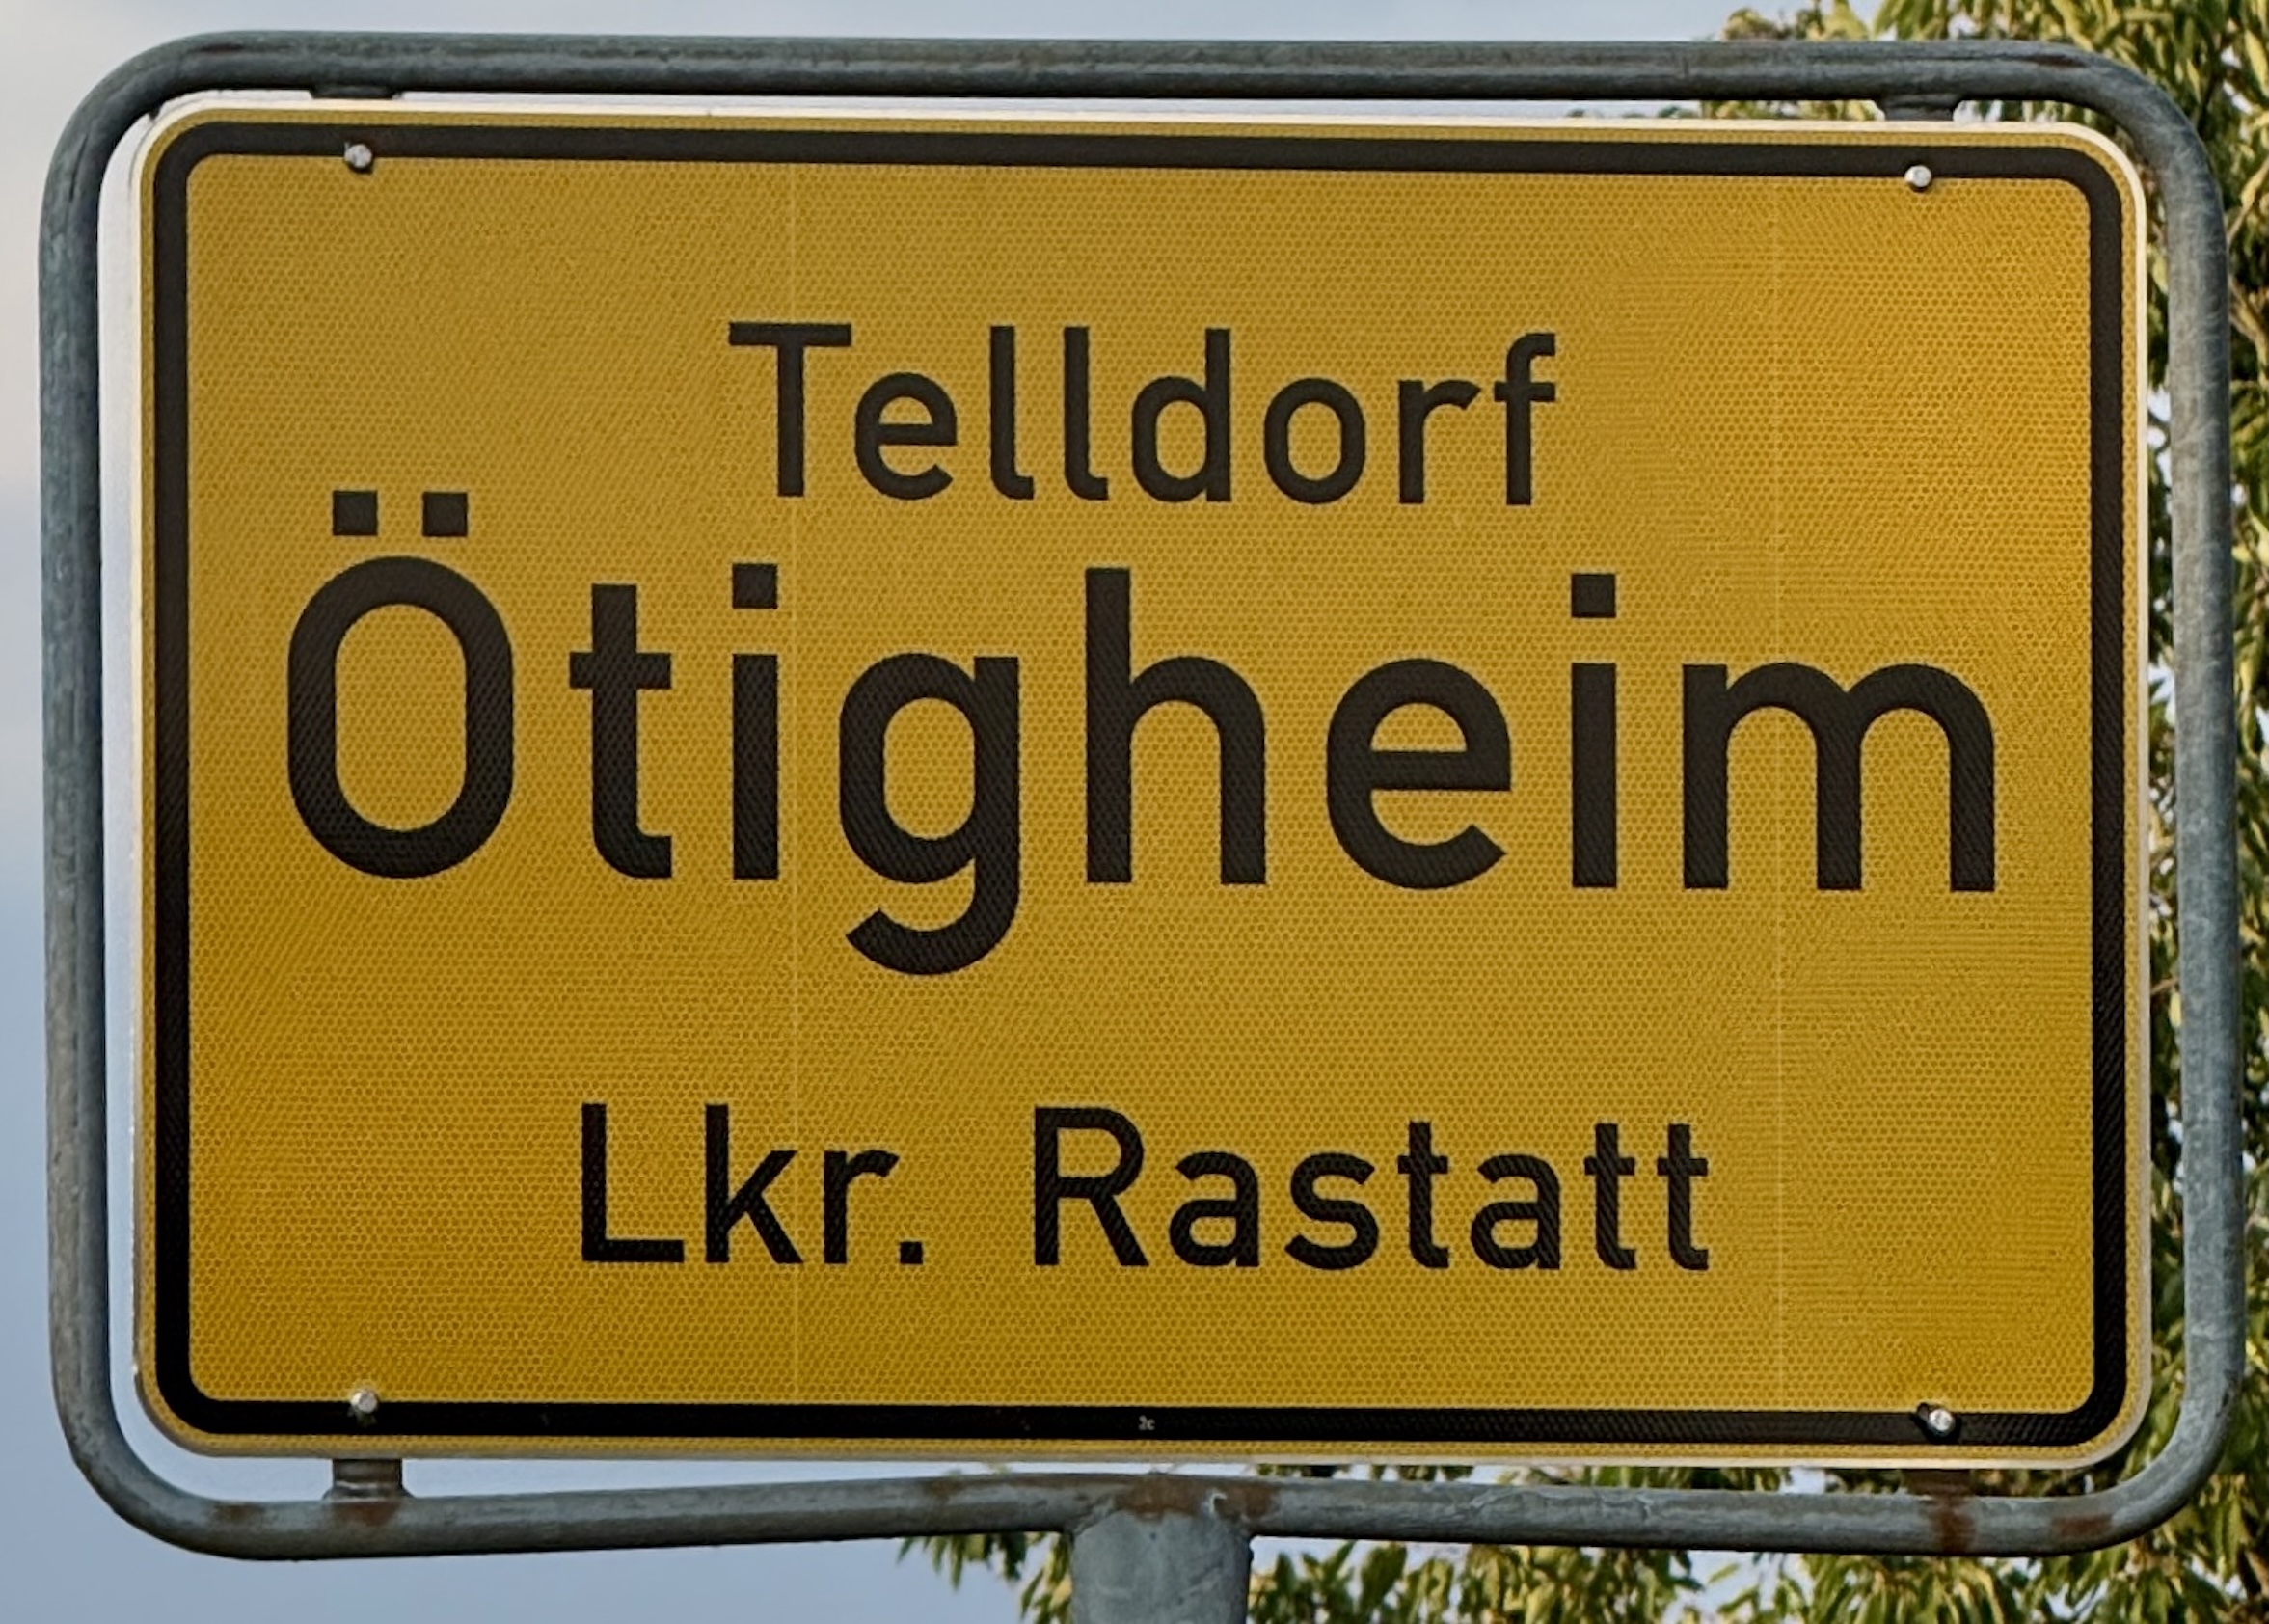 Telldorf
Ötigheim
Lkr. Rastatt